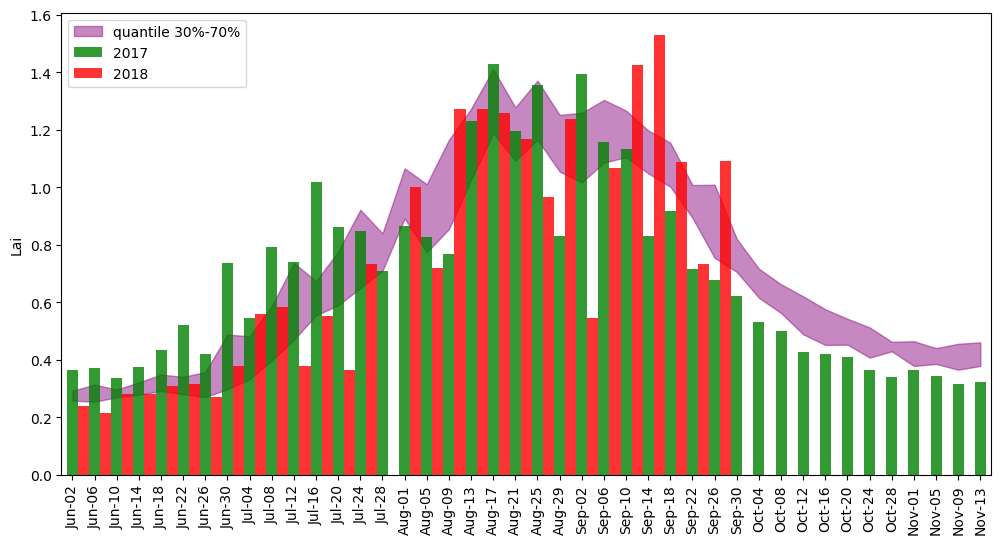 quantile 30%-70%
2017
2018
Lai
1.6
1.4
1.2
1.0
0.8
0.6
0.4
0.2
0.0
Jun-02
Jun-06
Jun-10
Jun-14
Jun-18
Jun-22
Jun-26
Jun-30
Jul-04
Jul-08
Jul-12
Jul-16
Jul-20
Jul-24
Jul-28
Aug-01
Aug-05
Aug-09
Aug-13
Aug-17
Aug-21
Aug-25
Aug-29
Sep-02
Sep-06
Sep-10
Sep-14
Sep-18
Sep-22
Sep-26
Sep-30
Oct-04
Oct-08
Oct-12
Oct-16
Oct-20
Oct-24
Oct-28
Nov-01
Nov-05
Nov-09
Nov-13